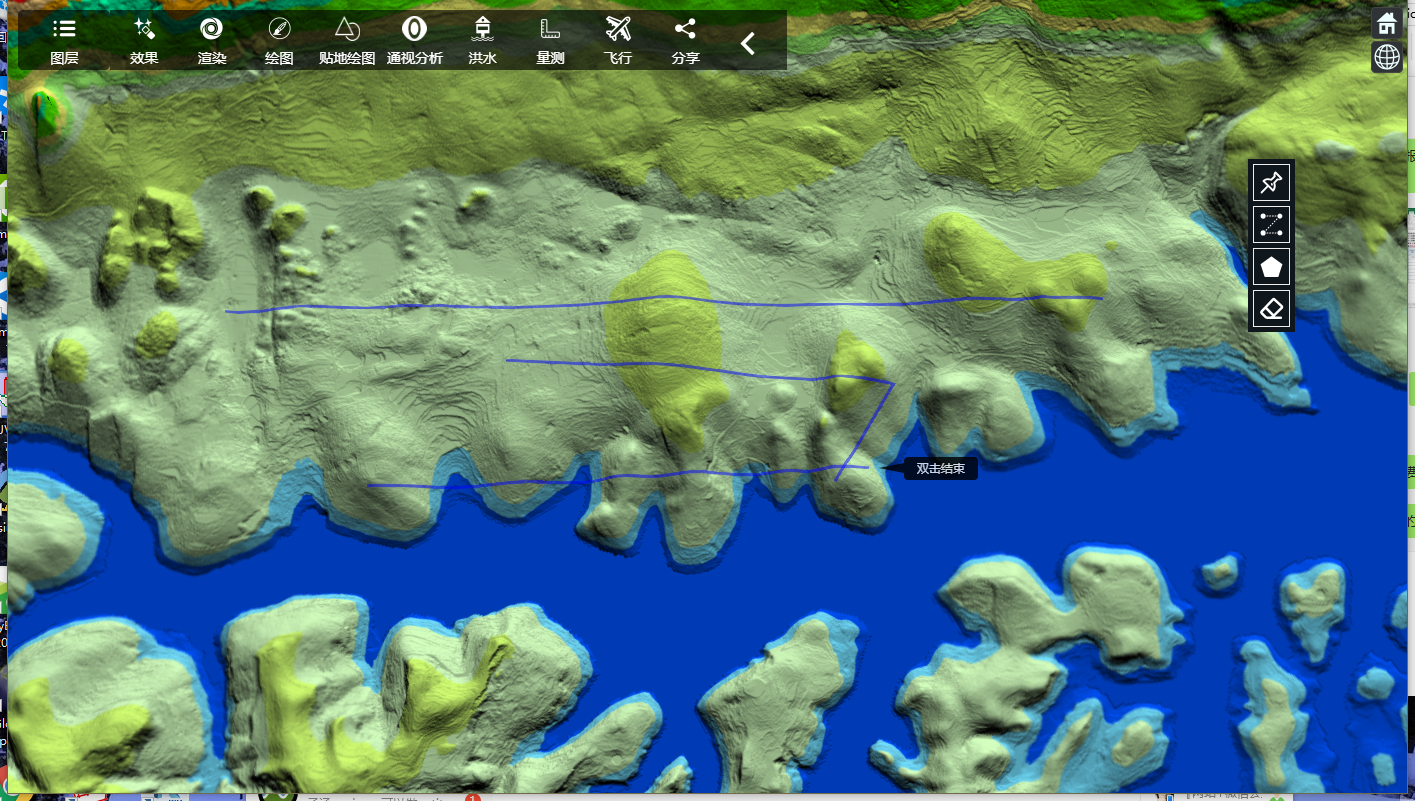 图层 效果 渲染 绘图 贴地绘图 通视分析 洪水 量测 飞行 分享
双击结束